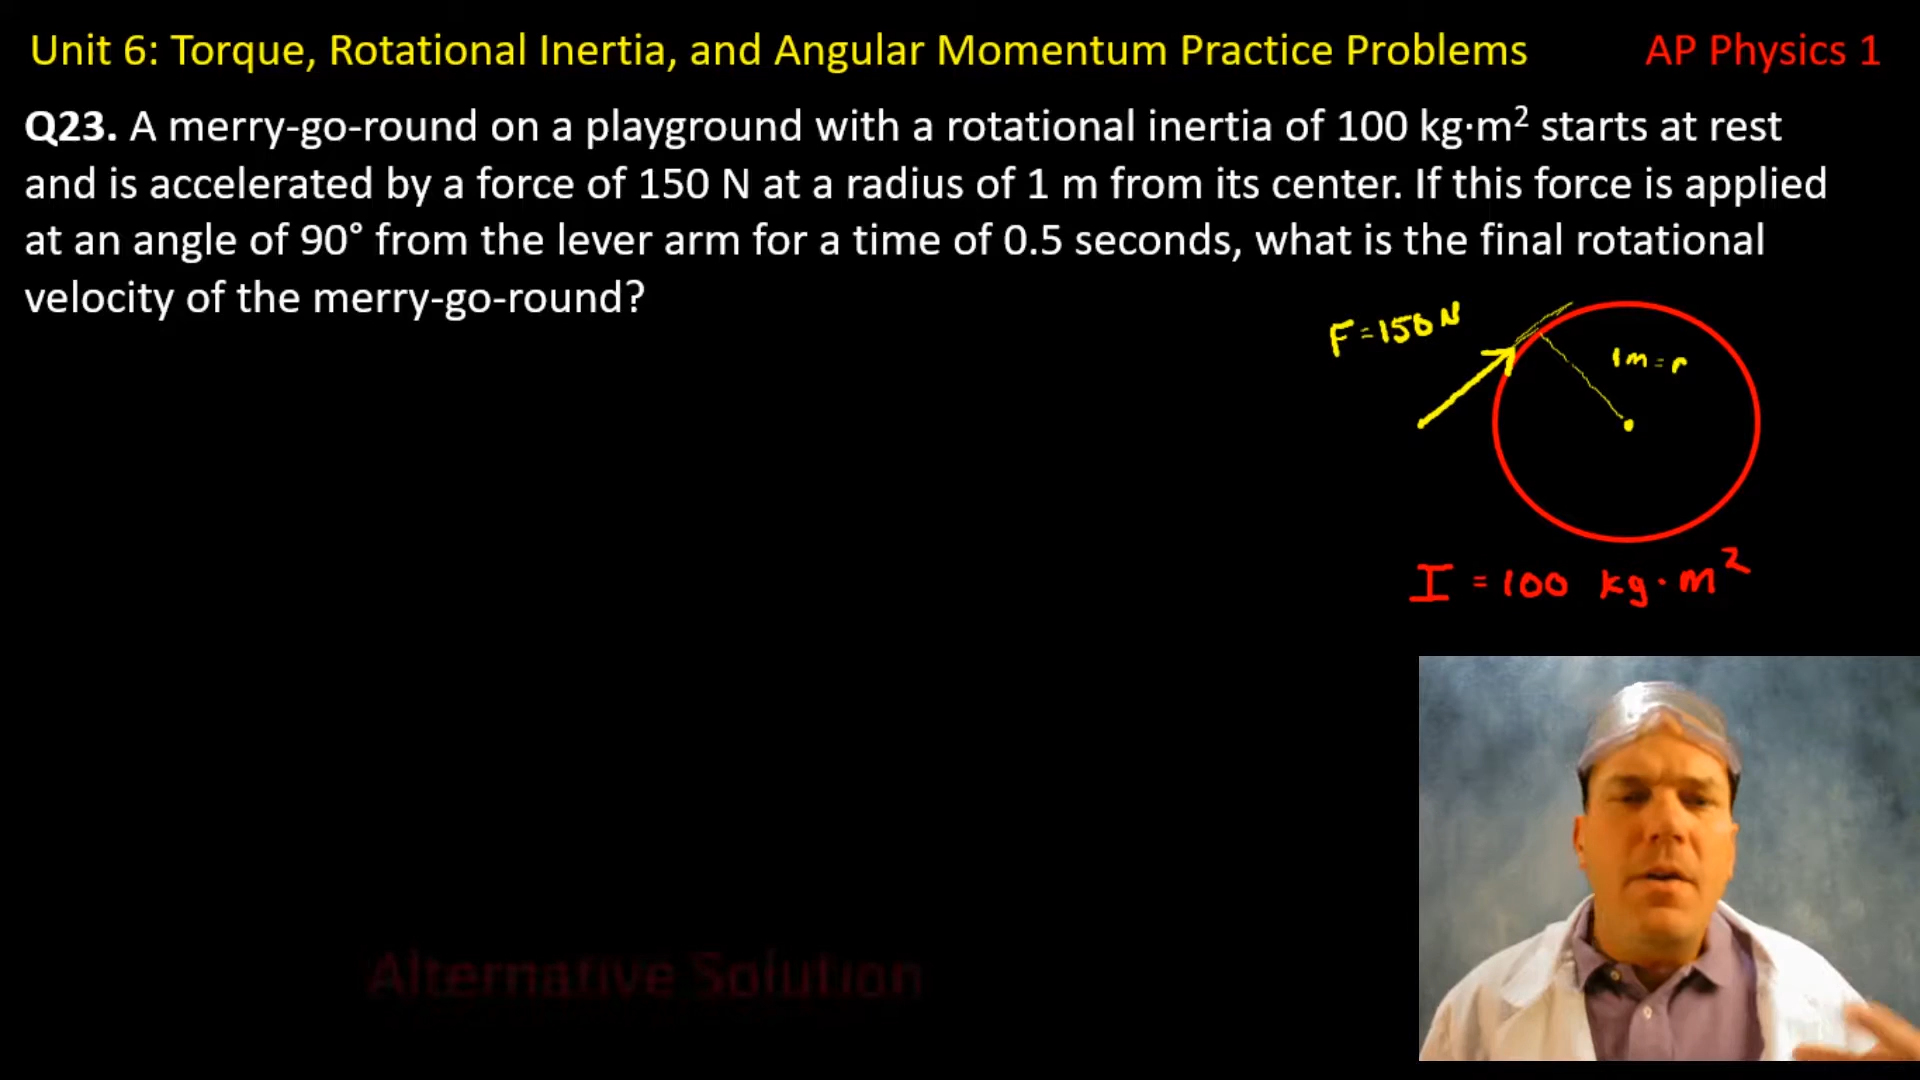 Unit 6: Torque, Rotational Inertia, and Angular Momentum Practice Problems AP Physics 1
Q23. A merry-go-round on a playground with a rotational inertia of 100 kg·m² starts at rest
and is accelerated by a force of 150 N at a radius of 1 m from its center. If this force is applied
at an angle of 90° from the lever arm for a time of 0.5 seconds, what is the final rotational
velocity of the merry-go-round?
F=150N
1m=r
I = 100 kg·m²
Alternative Solution